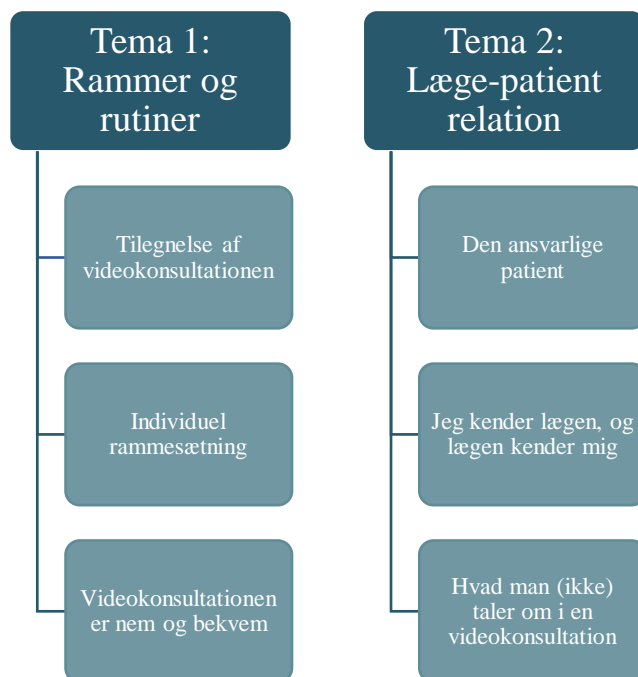 Tema 1:
Rammer og
rutiner
Tilegnelse af
videokonsultationen
Individuel
rammesætning
Videokonsultationen
er nem og bekvem
Tema 2:
Læge-patient
relation
Den ansvarlige
patient
Jeg kender lægen, og
lægen kender mig
Hvad man (ikke)
taler om i en
videokonsultation